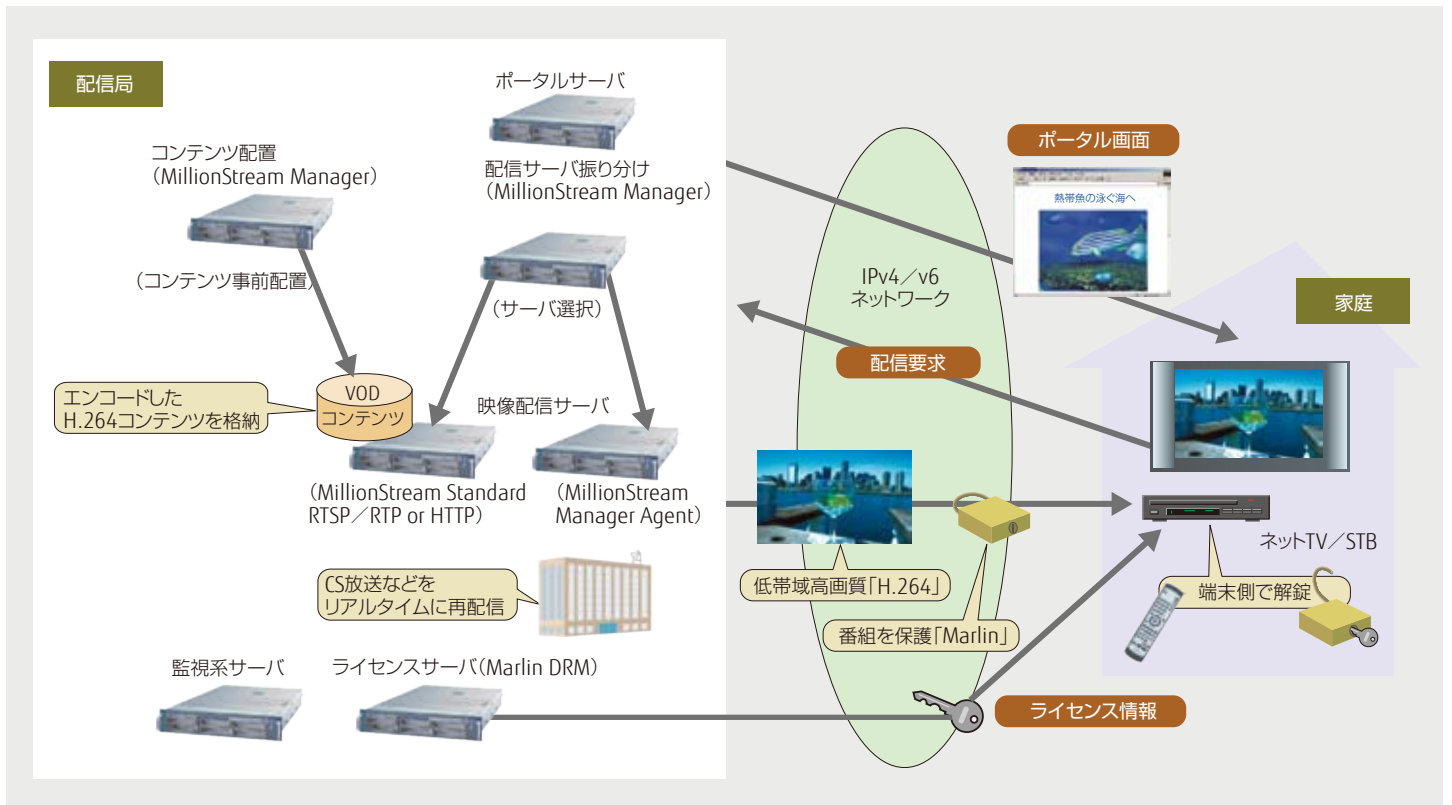 配信局
ポータルサーバ
コンテンツ配置
(MillionStream Manager)
配信サーバ振り分け
(MillionStream Manager)
(コンテンツ事前配置)
(サーバ選択)
エンコードした
H.264コンテンツを格納
VOD
コンテンツ
映像配信サーバ
(MillionStream Standard
RTSP/RTP or HTTP)
(MillionStream
Manager Agent)
CS放送などを
リアルタイムに再配信
監視系サーバ
ライセンスサーバ(Marlin DRM)
IPv4/v6
ネットワーク
ポータル画面
熱帯魚の泳ぐ海へ
配信要求
家庭
低帯域高画質「H.264」
番組を保護「Marlin」
ネットTV/STB
端末側で解錠
ライセンス情報